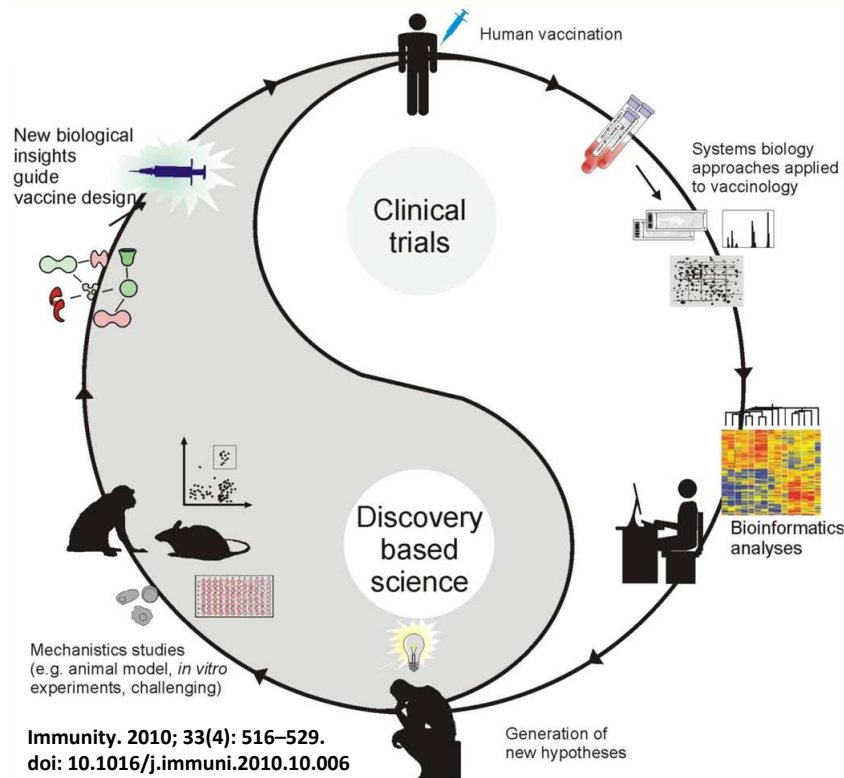 Human vaccination
New biological
insights
guide
vaccine design
Systems biology
approaches applied
to vaccinology
Clinical
trials
Bioinformatics
analyses
Discovery
based
science
Mechanistics studies
(e.g. animal model, in vitro
experiments, challenging)
Generation of
new hypotheses
Immunity. 2010; 33(4): 516–529.
doi: 10.1016/j.immuni.2010.10.006